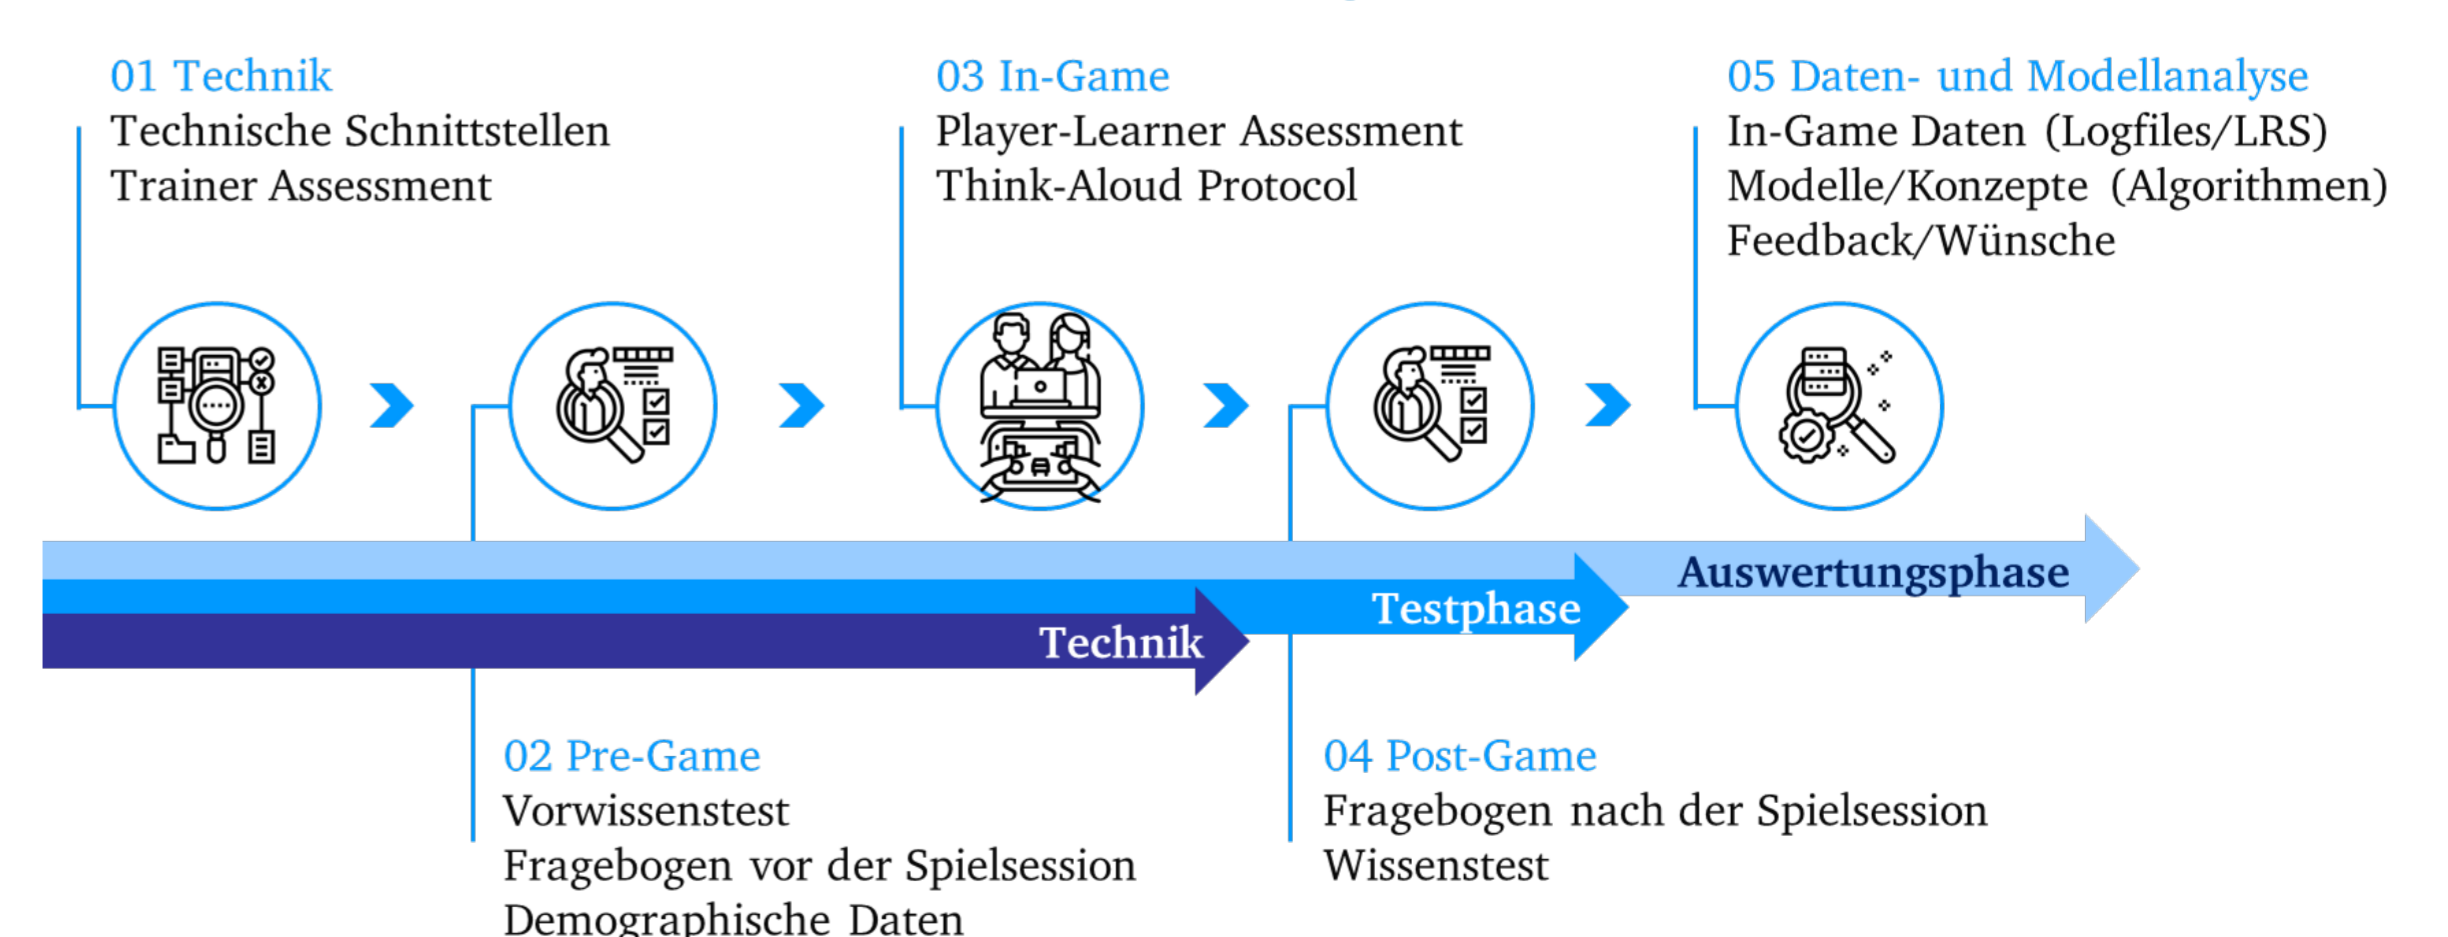 01 Technik
Technische Schnittstellen
Trainer Assessment
03 In-Game
Player-Learner Assessment
Think-Aloud Protocol
05 Daten- und Modellanalyse
In-Game Daten (Logfiles/LRS)
Modelle/Konzepte (Algorithmen)
Feedback/Wünsche
Auswertungsphase
Testphase
Technik
02 Pre-Game
Vorwissenstest
Fragebogen vor der Spielsession
Demographische Daten
04 Post-Game
Fragebogen nach der Spielsession
Wissenstest